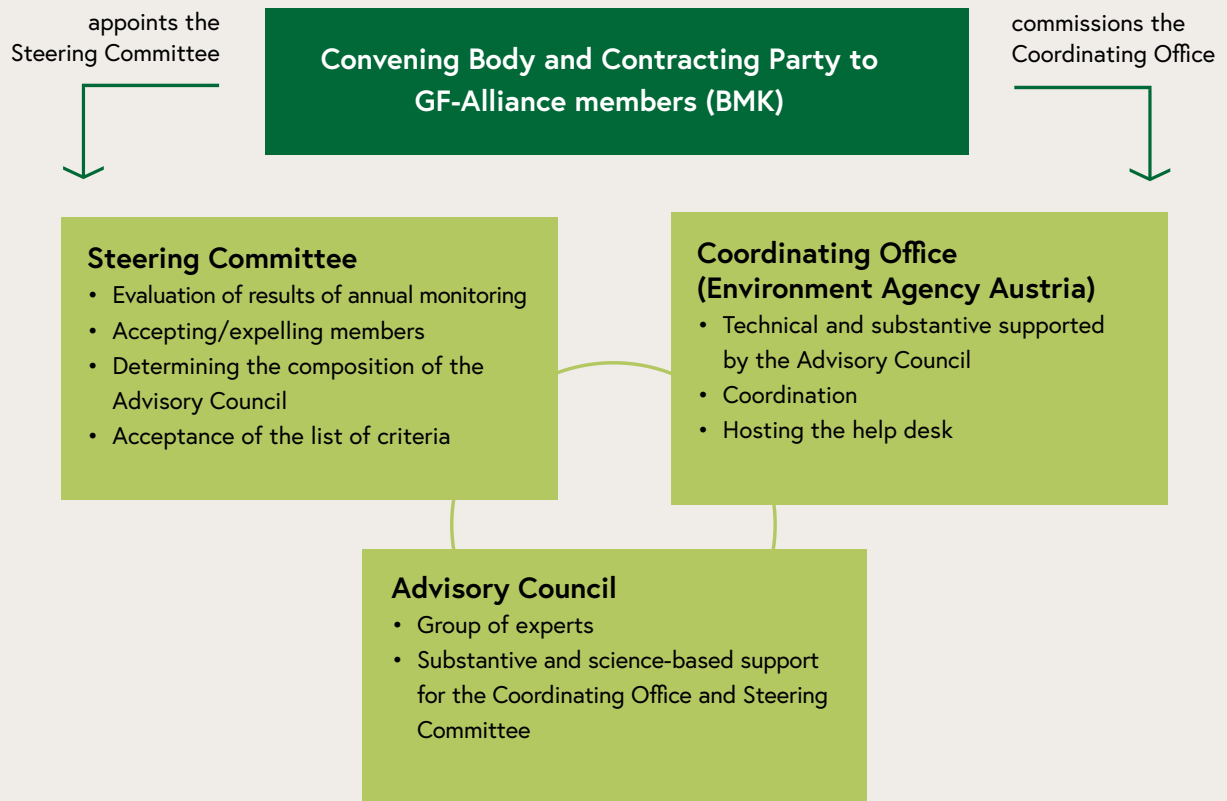 appoints the
Steering Committee
Convening Body and Contracting Party to
GF-Alliance members (BMK)
commissions the
Coordinating Office
Steering Committee
• Evaluation of results of annual monitoring
• Accepting/expelling members
• Determining the composition of the
Advisory Council
• Acceptance of the list of criteria
Coordinating Office
(Environment Agency Austria)
• Technical and substantive supported
by the Advisory Council
• Coordination
• Hosting the help desk
Advisory Council
• Group of experts
• Substantive and science-based support
for the Coordinating Office and Steering
Committee